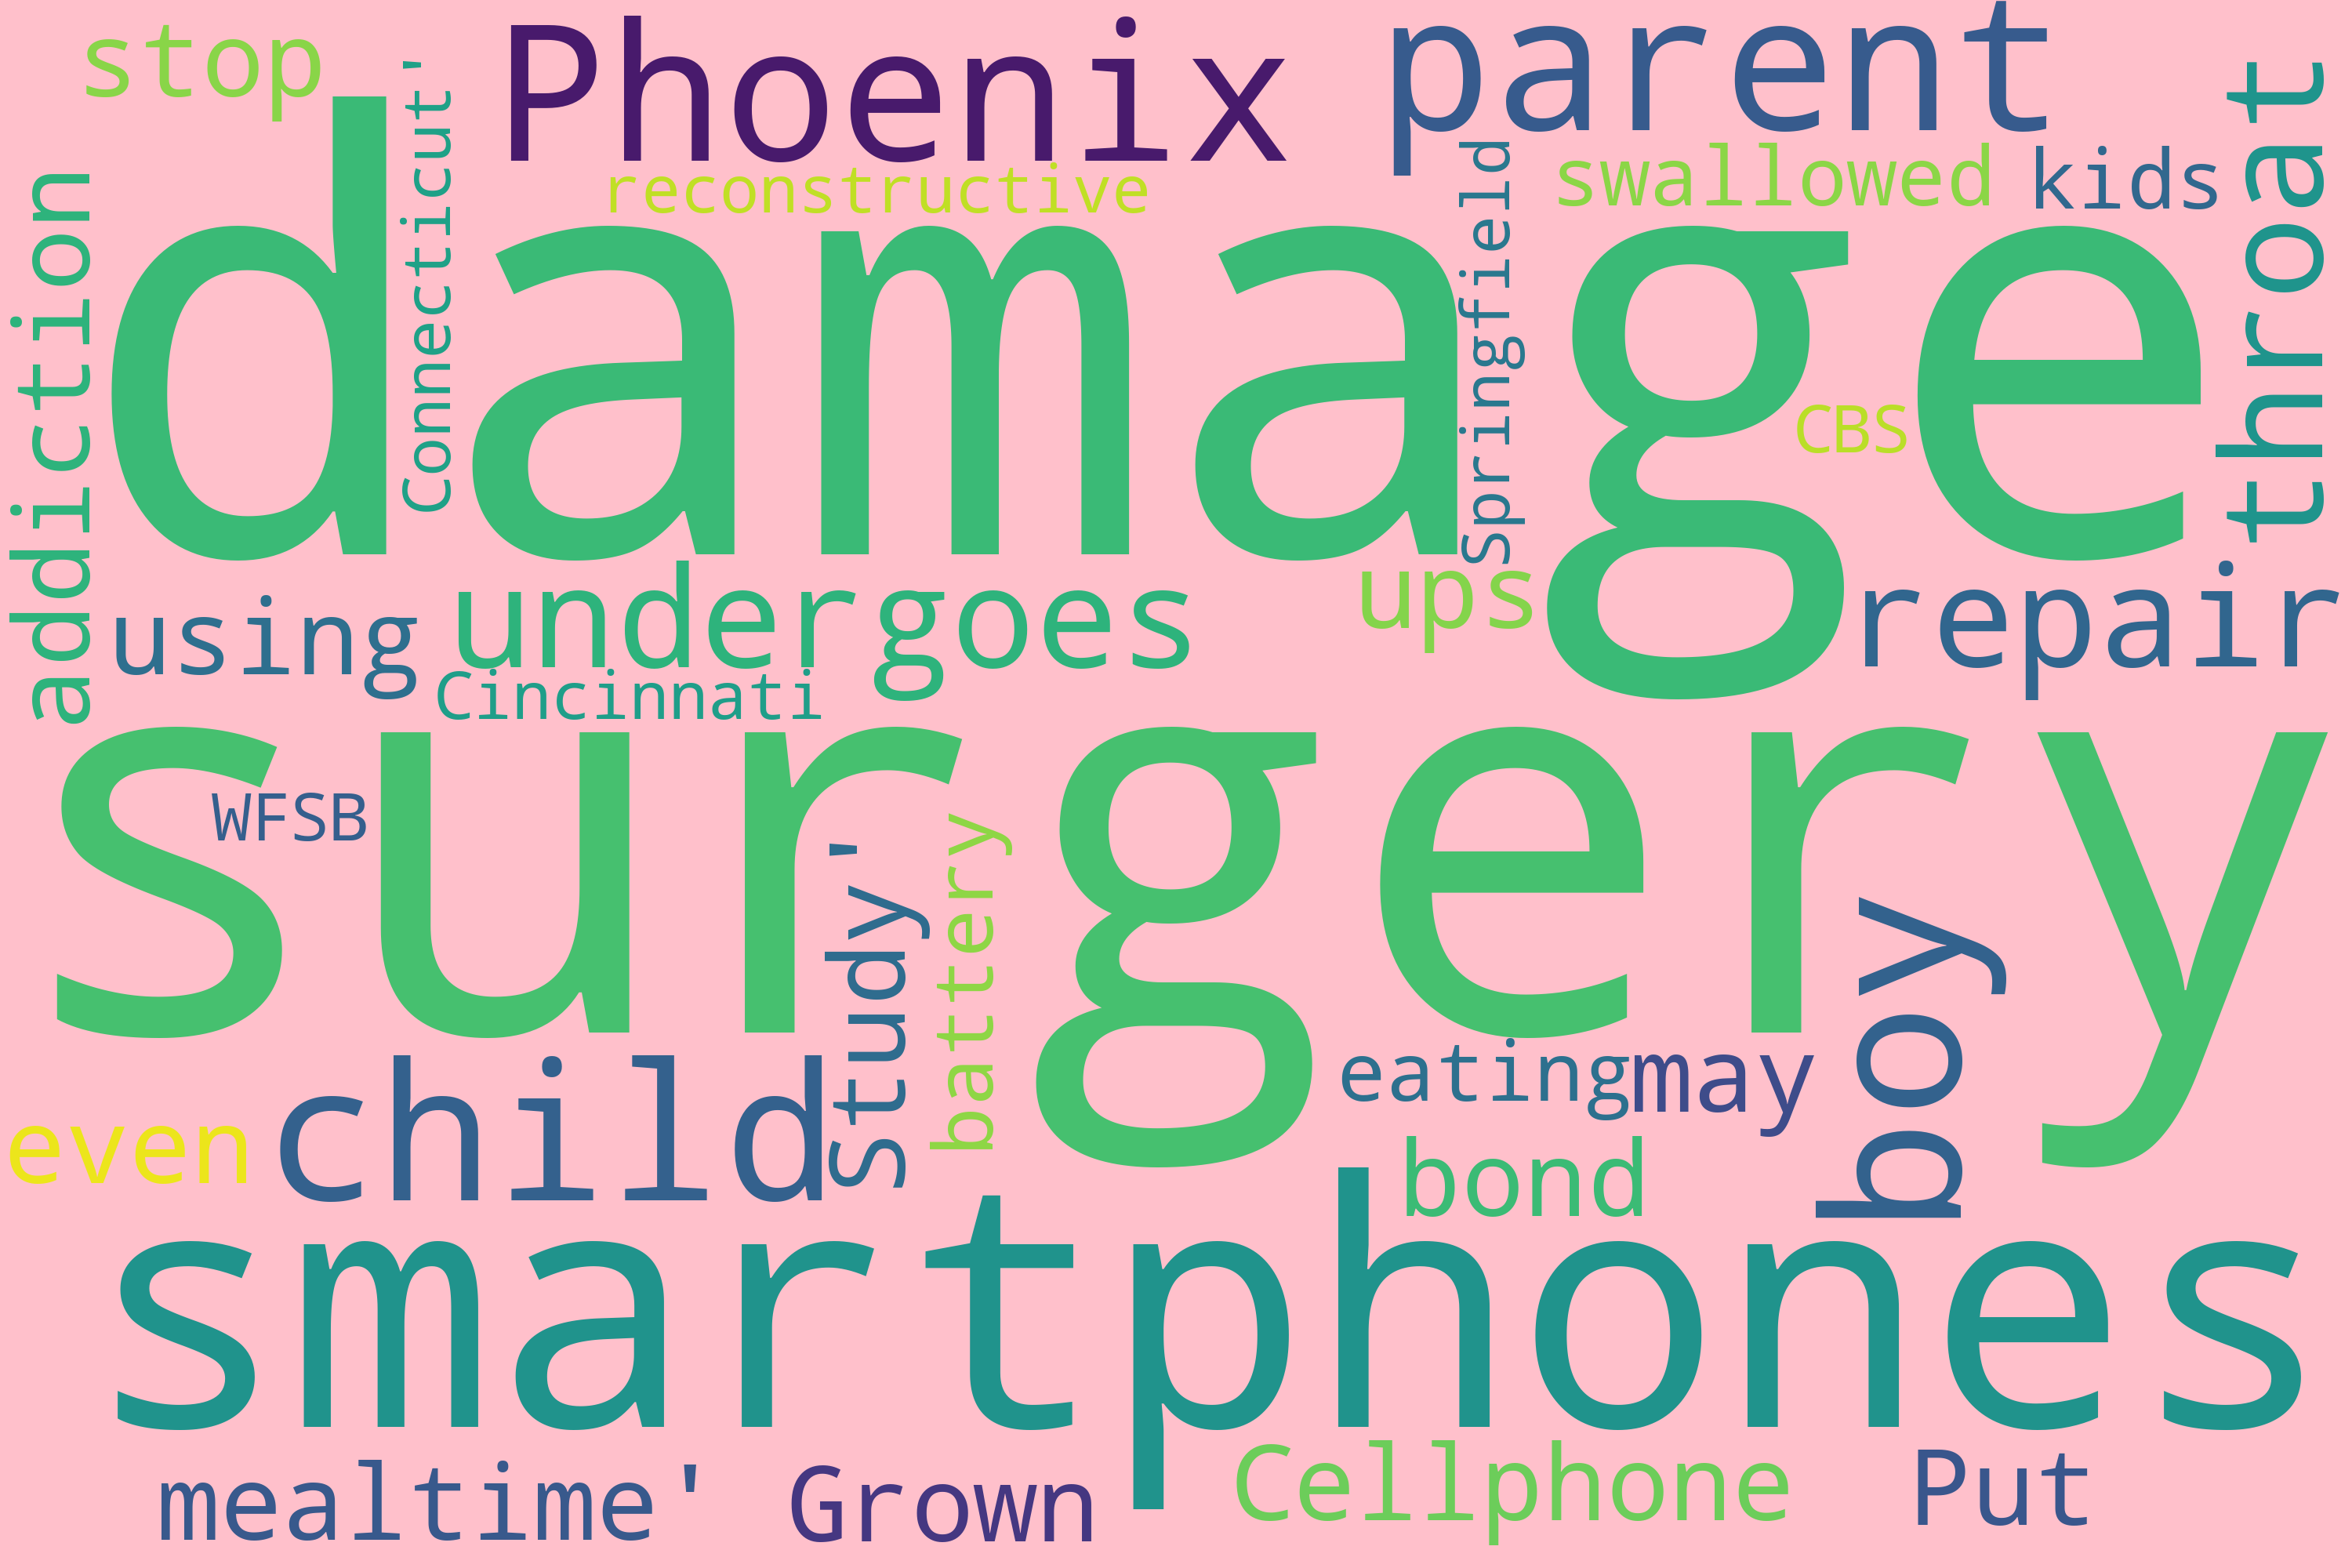 stop
Phoenix
parent
Connecticut'
reconstructive
swallowed
kids
throat
addiction
damage
Springfield
CBS
using
undergoes
ups
repair
Cincinnati
surgery
WFSB
Study'
battery
boy
child
even
eating
may
bond
smartphones
mealtime'
Grown
Cellphone
Put